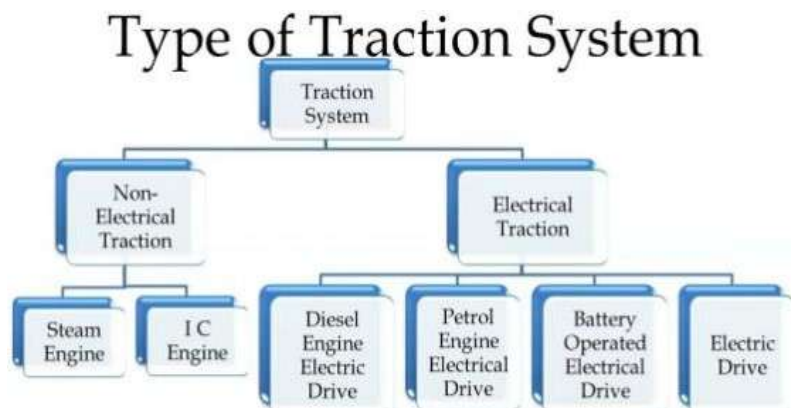 Type of Traction System
Traction
System
Non-
Electrical
Traction
Electrical
Traction
Steam
Engine
I C
Engine
Diesel
Engine
Electric
Drive
Petrol
Engine
Electrical
Drive
Battery
Operated
Electrical
Drive
Electric
Drive